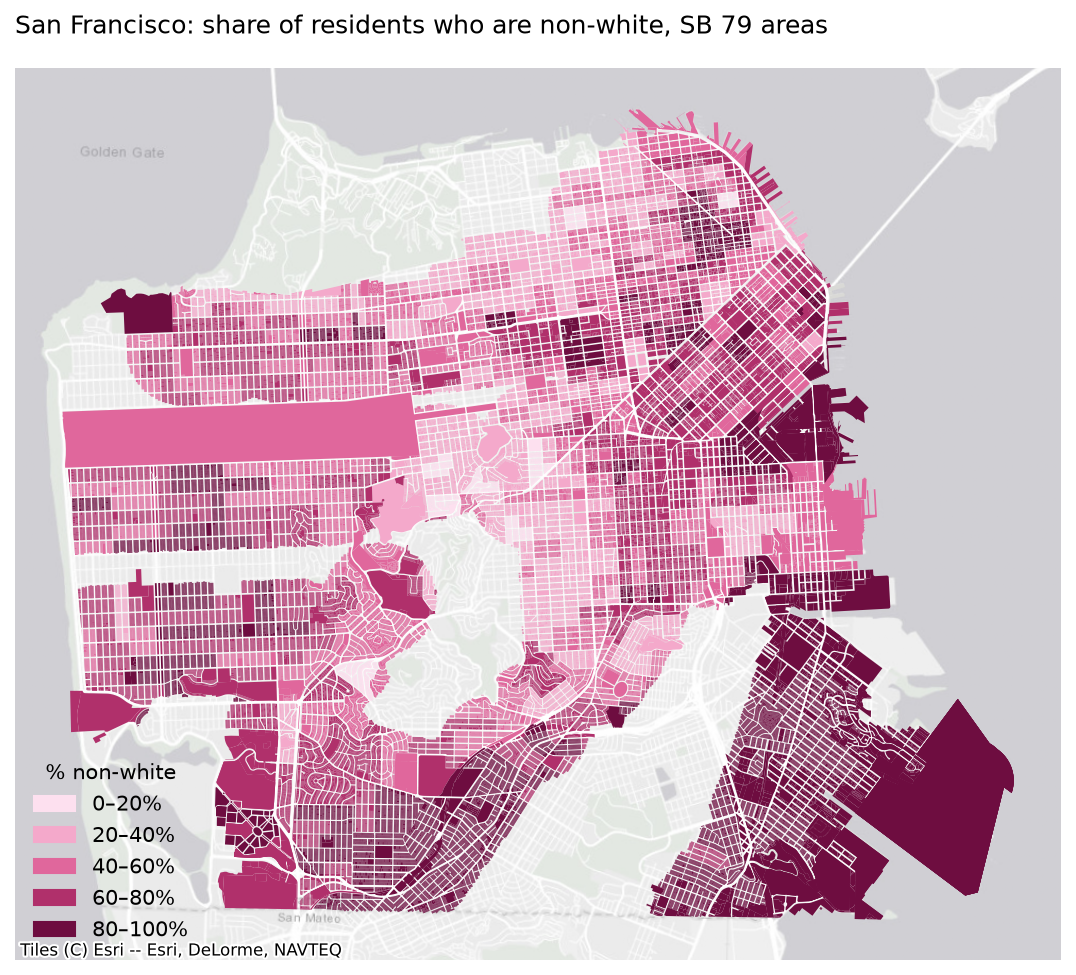 San Francisco: share of residents who are non-white, SB 79 areas
Golden Gate
% non-white
0–20%
20–40%
40–60%
60–80%
80–100%
San Mateo
Tiles (C) Esri -- Esri, DeLorme, NAVTEQ